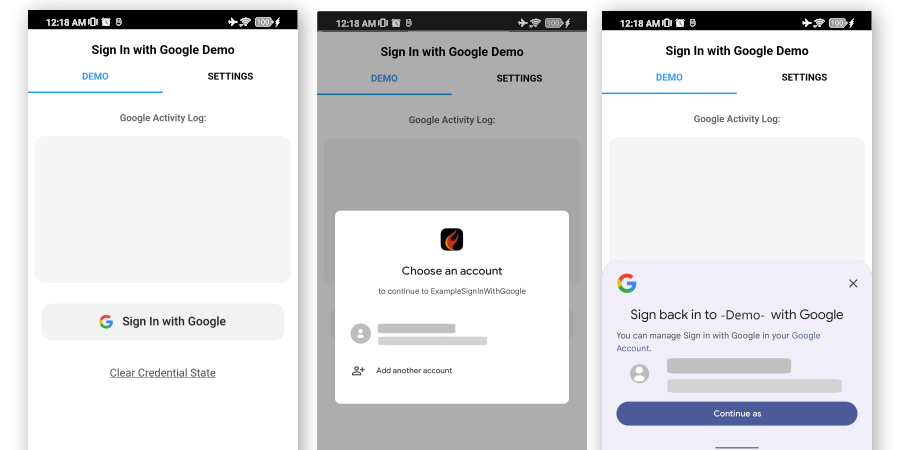 12:18 AM
100
Sign In with Google Demo
DEMO SETTINGS
Google Activity Log:
Sign In with Google
Clear Credential State
12:18 AM
100
Sign In with Google Demo
DEMO SETTINGS
Google Activity Log:
Choose an account
to continue to ExampleSignInWithGoogle
Add another account
12:18 AM
100
Sign In with Google Demo
DEMO SETTINGS
Google Activity Log:
Sign back in to -Demo- with Google
You can manage Sign in with Google in your Google
Account.
Continue as